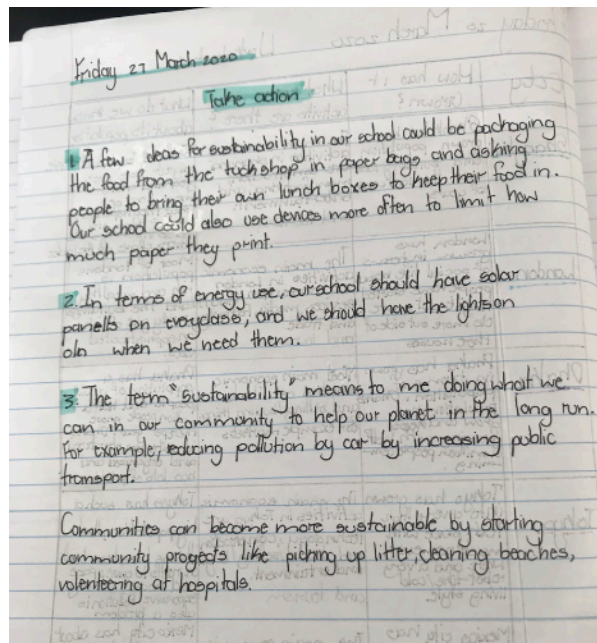 Friday 27 March 2020
Take action
1. A few ideas for sustainability in our school could be packaging
the food from the tuckshop in paper bags and asking
people to bring their own lunch boxes to keep their food in.
Our school could also use devices more often to limit how
much paper they print.
2. In terms of energy use, our school should have solar
panells on every class, and we should have the lights on
oln when we need them.
3. The term "sustainability" means to me doing what we
can in our community to help our planet in the long run.
For example, reducing pollution by car by increasing public
transport.
Communities can become more sustainable by starting
community progects like picking up litter, cleaning beaches,
volenteering at hospitals.